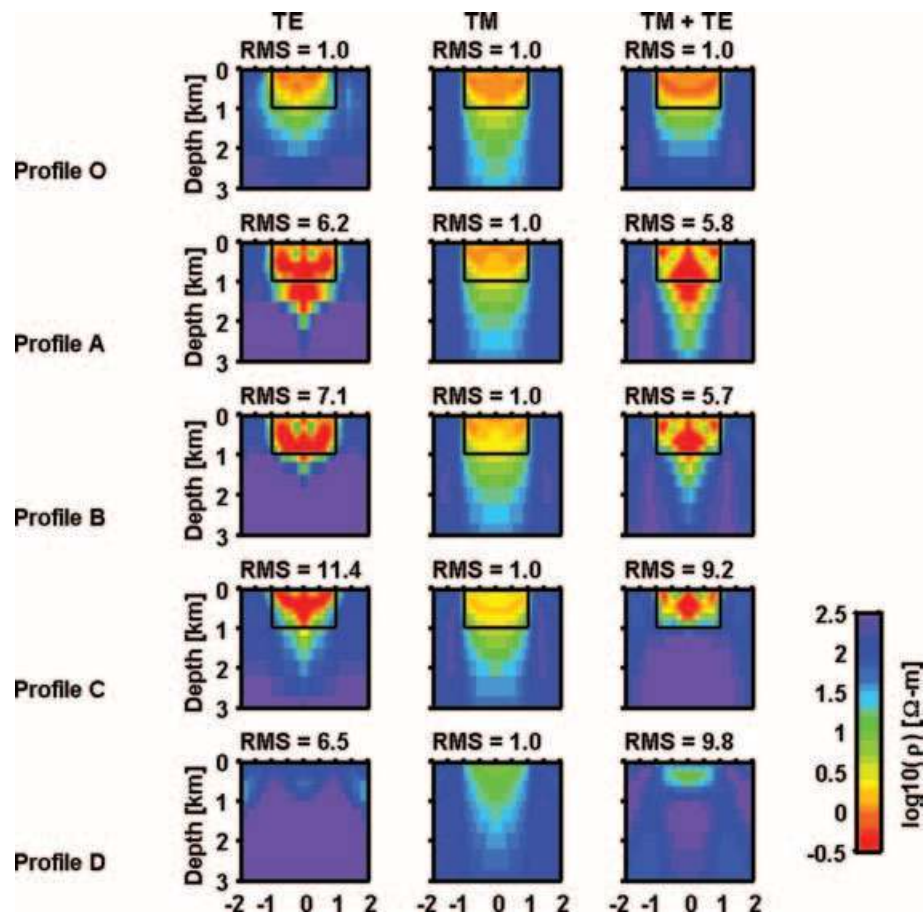 TE TM TM + TE
RMS = 1.0 RMS = 1.0 RMS = 1.0
0
1
2
3
Depth [km]
Profile O
RMS = 6.2 RMS = 1.0 RMS = 5.8
0
1
2
3
Depth [km]
Profile A
RMS = 7.1 RMS = 1.0 RMS = 5.7
0
1
2
3
Depth [km]
Profile B
RMS = 11.4 RMS = 1.0 RMS = 9.2
0
1
2
3
Depth [km]
Profile C
RMS = 6.5 RMS = 1.0 RMS = 9.8
0
1
2
3
Depth [km]
Profile D
-2 -1 0 1 2 -2 -1 0 1 2 -2 -1 0 1 2
2.5
2
1.5
1
0.5
0
-0.5
log10(ρ) [Ω-m]